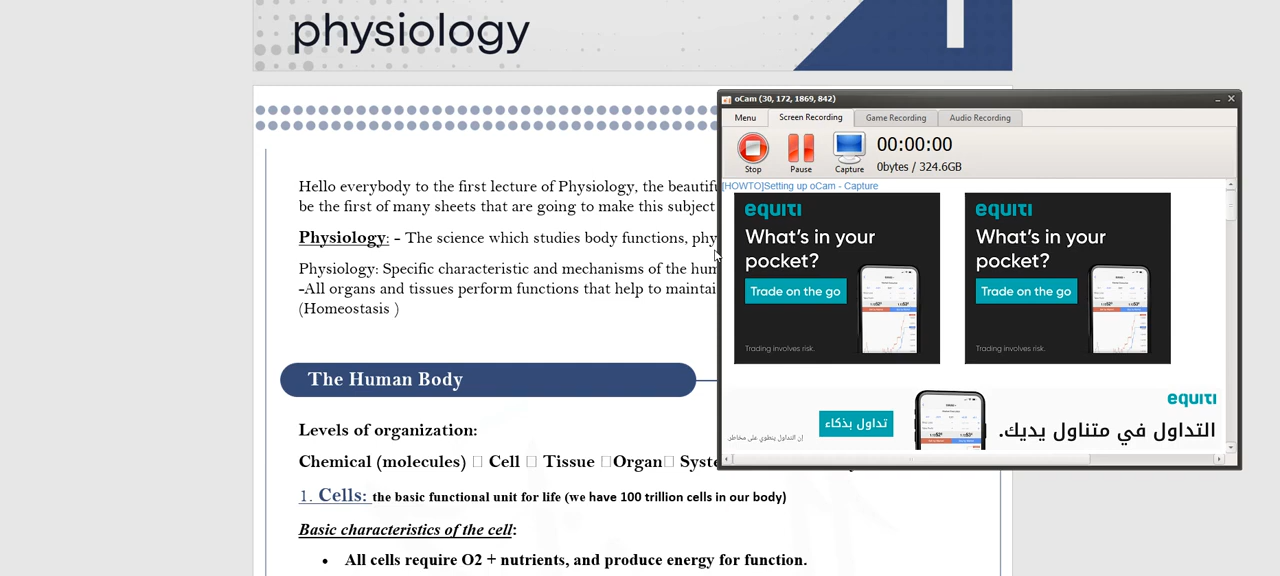 physiology
Hello everybody to the first lecture of Physiology, the beautifu
be the first of many sheets that are going to make this subject
Physiology: - The science which studies body functions, phy
Physiology: Specific characteristic and mechanisms of the hum
-All organs and tissues perform functions that help to maintai
(Homeostasis )
The Human Body
Levels of organization:
Chemical (molecules) □ Cell □ Tissue □Organ□ Syste
1. Cells: the basic functional unit for life (we have 100 trillion cells in our body)
Basic characteristics of the cell:
• All cells require O2 + nutrients, and produce energy for function.
oCam (30, 172, 1869, 842)
Menu Screen Recording Game Recording Audio Recording
Stop Pause Capture
00:00:00
0bytes / 324.6GB
[HOWTO]Setting up oCam - Capture
equiti
What's in your
pocket?
Trade on the go
Trading involves risk.
equiti
What's in your
pocket?
Trade on the go
Trading involves risk.
equiti
التداول في متناول يديك.
تداول بذكاء
إن التداول ينطوي على مخاطر.